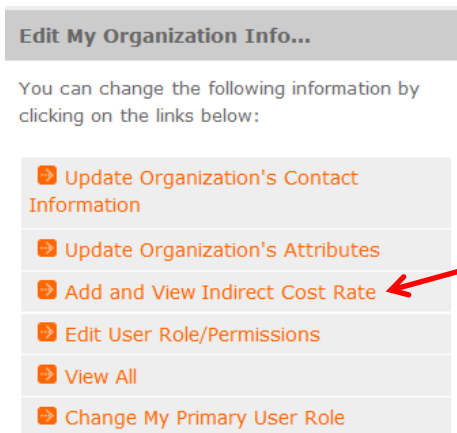 Edit My Organization Info...
You can change the following information by
clicking on the links below:
Update Organization's Contact
Information
Update Organization's Attributes
Add and View Indirect Cost Rate
Edit User Role/Permissions
View All
Change My Primary User Role